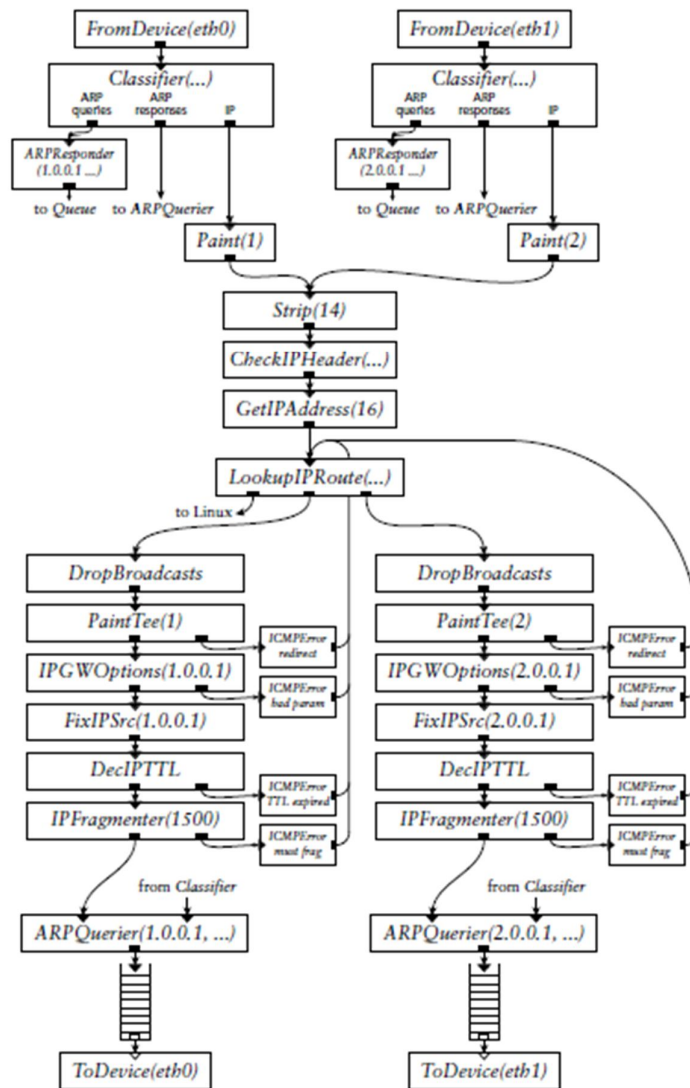 FromDevice(eth0)
FromDevice(eth1)
Classifier(...)
ARP
queries
ARP
responses
IP
Classifier(...)
ARP
queries
ARP
responses
IP
ARPResponder
(1.0.0.1 ...)
ARPResponder
(2.0.0.1 ...)
to Queue
to ARPQuerier
to Queue
to ARPQuerier
Paint(1)
Paint(2)
Strip(14)
CheckIPHeader(...)
GetIPAddress(16)
LookupIPRoute(...)
to Linux
DropBroadcasts
DropBroadcasts
PaintTee(1)
ICMPError
redirect
PaintTee(2)
ICMPError
redirect
IPGWOptions(1.0.0.1)
ICMPError
bad param
IPGWOptions(2.0.0.1)
ICMPError
bad param
FixIPSrc(1.0.0.1)
FixIPSrc(2.0.0.1)
DecIPTTL
ICMPError
TTL expired
DecIPTTL
ICMPError
TTL expired
IPFragmenter(1500)
ICMPError
must frag
IPFragmenter(1500)
ICMPError
must frag
from Classifier
from Classifier
ARPQuerier(1.0.0.1, ...)
ARPQuerier(2.0.0.1, ...)
ToDevice(eth0)
ToDevice(eth1)